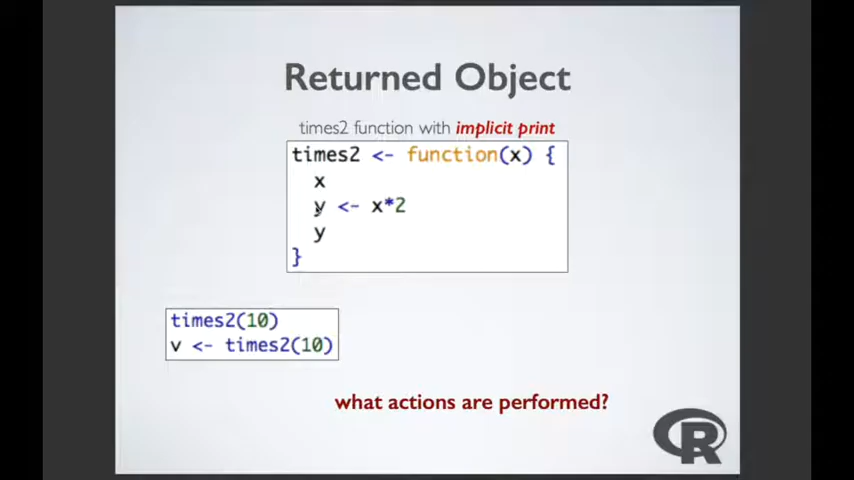 Returned Object
times2 function with implicit print
times2 <- function(x) {
x
y <- x*2
y
}
times2(10)
v <- times2(10)
what actions are performed?
R